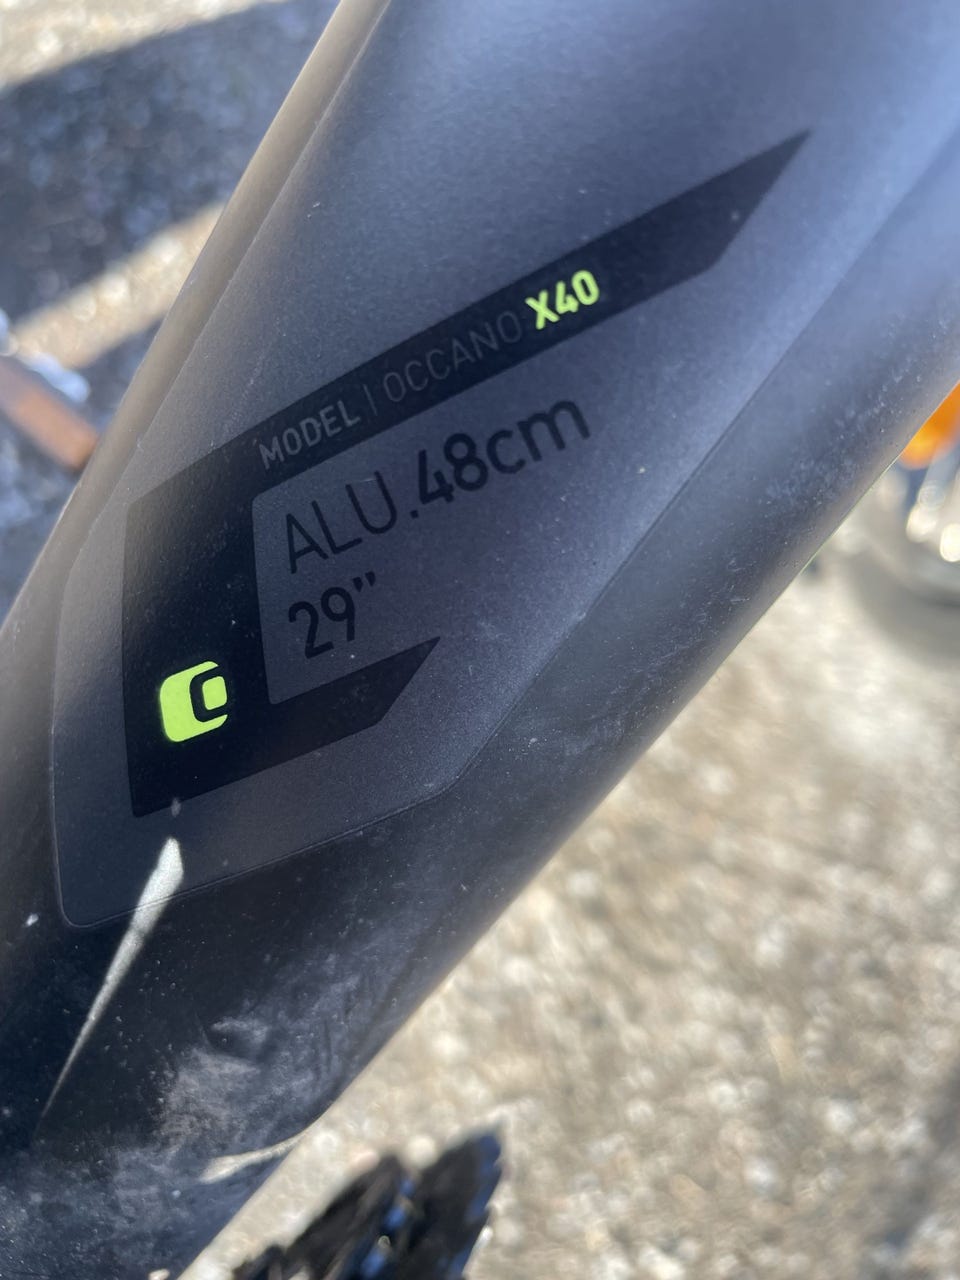 MODEL | OCCANO X40
ALU.48cm
29"